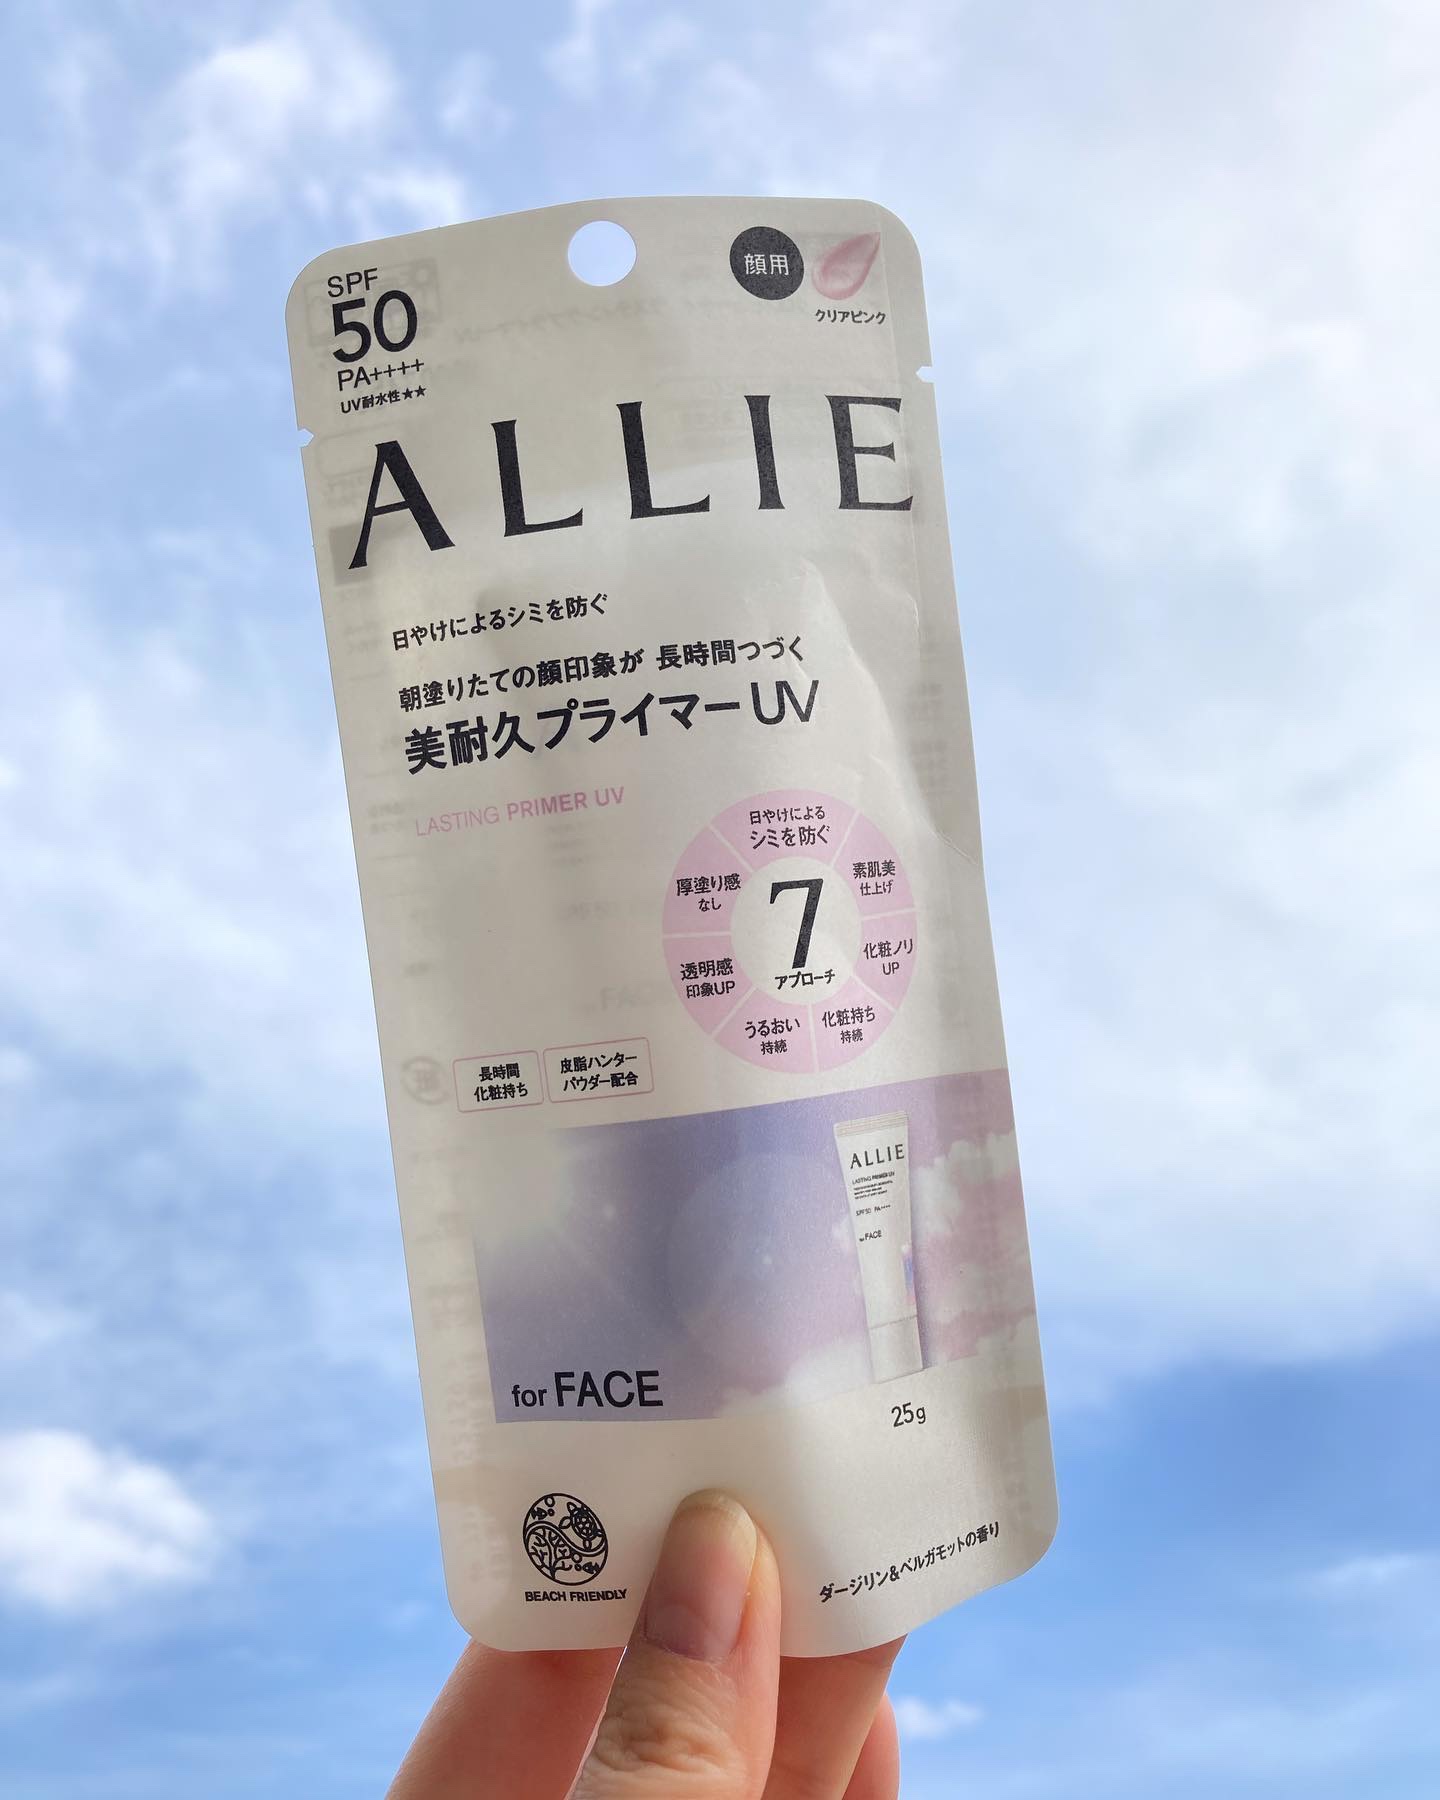 SPF
50
PA++++
UV耐水性★★
顔用
クリアピンク
ALLIE
日やけによるシミを防ぐ
朝塗りたての顔印象が 長時間つづく
美耐久プライマーUV
LASTING PRIMER UV
日やけによる
シミを防ぐ
素肌美
仕上げ
化粧ノリ
UP
化粧持ち
持続
うるおい
持続
透明感
印象UP
厚塗り感
なし
7
アプローチ
長時間
化粧持ち
皮脂ハンター
パウダー配合
ALLIE
LASTING PRIMER UV
SPF50 PA++++
for FACE
for FACE
25g
BEACH FRIENDLY
ダージリン&ベルガモットの香り